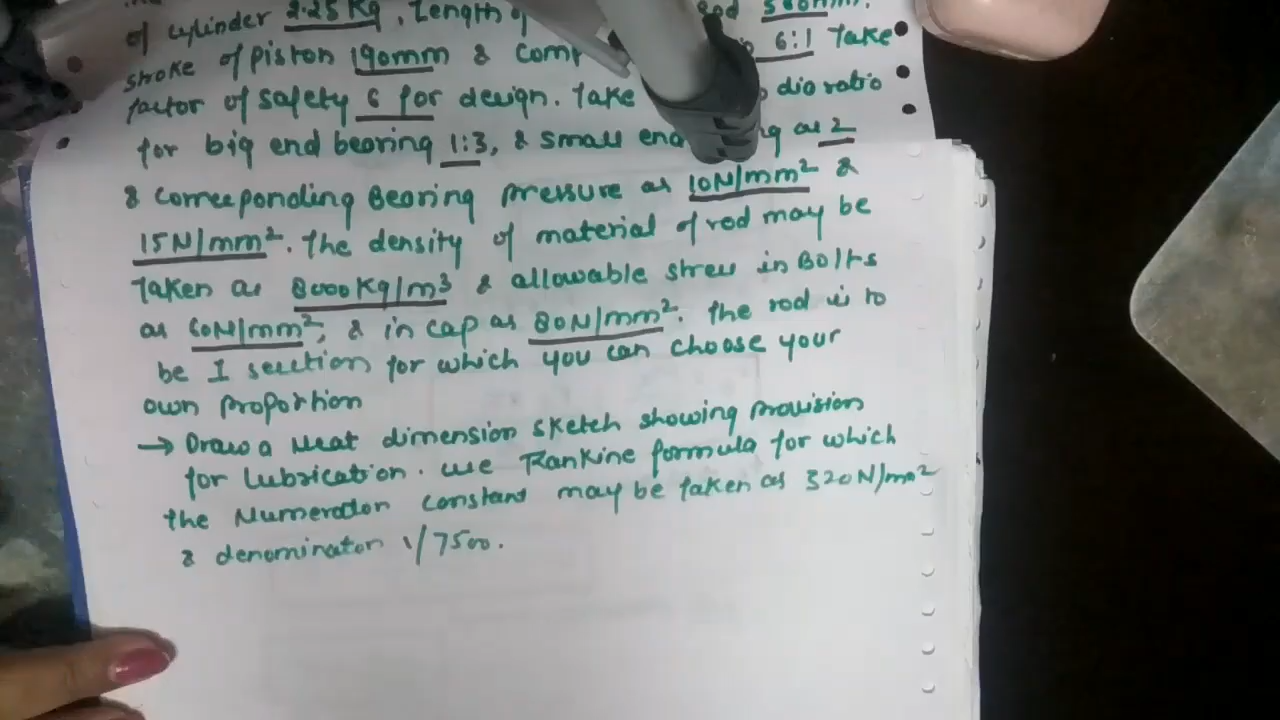 of cylinder 2.25 Kg. Length of
stroke of piston 190mm & comp 6:1 Take
factor of safety 6 for design. Take dia ratio
for big end bearing 1:3, & small end as 2
& corresponding Bearing pressure as 10N/mm² &
15N/mm². The density of material of rod may be
Taken as 8000Kg/m³ & allowable stress in Bolts
as 60N/mm², & in cap as 80N/mm². The rod is to
be I section for which you can choose your
own proportion
→ Draw a Neat dimension sketch showing provision
for Lubrication. use Rankine formula for which
the Numerator constant may be taken as 320N/mm²
& denominator 1/7500.